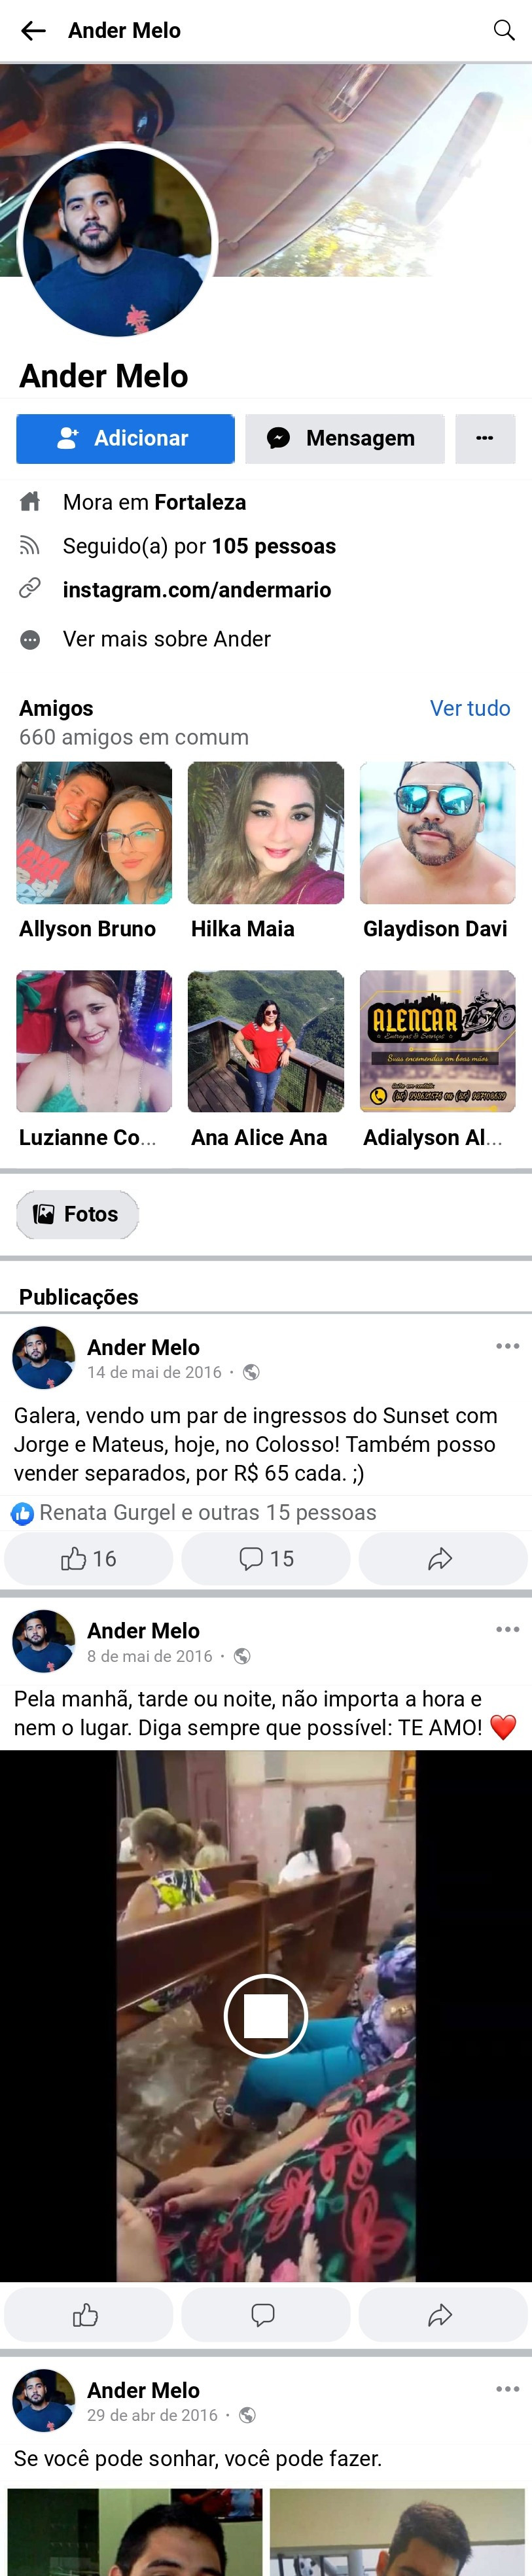 Ander Melo
Ander Melo
Adicionar
Mensagem
Mora em Fortaleza
Seguido(a) por 105 pessoas
instagram.com/andermario
Ver mais sobre Ander
Amigos
Ver tudo
660 amigos em comum
Allyson Bruno
Hilka Maia
Glaydison Davi
ALENCAR
Entregas & Serviços
Suas encomendas em boas mãos
Luzianne Co...
Ana Alice Ana
Adialyson Al...
Fotos
Publicações
Ander Melo
14 de mai de 2016 ·
Galera, vendo um par de ingressos do Sunset com
Jorge e Mateus, hoje, no Colosso! Também posso
vender separados, por R$ 65 cada. ;)
Renata Gurgel e outras 15 pessoas
16
15
Ander Melo
8 de mai de 2016 ·
Pela manhã, tarde ou noite, não importa a hora e
nem o lugar. Diga sempre que possível: TE AMO! ❤️
Ander Melo
29 de abr de 2016 ·
Se você pode sonhar, você pode fazer.